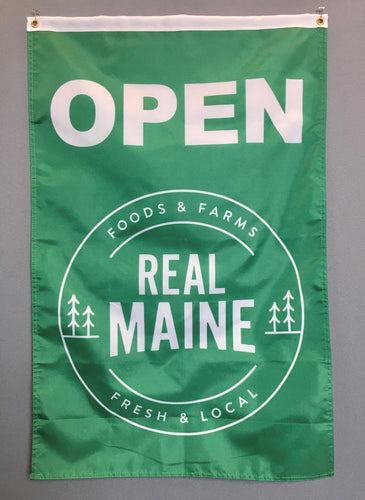 OPEN
FOODS & FARMS
REAL
MAINE
FRESH & LOCAL